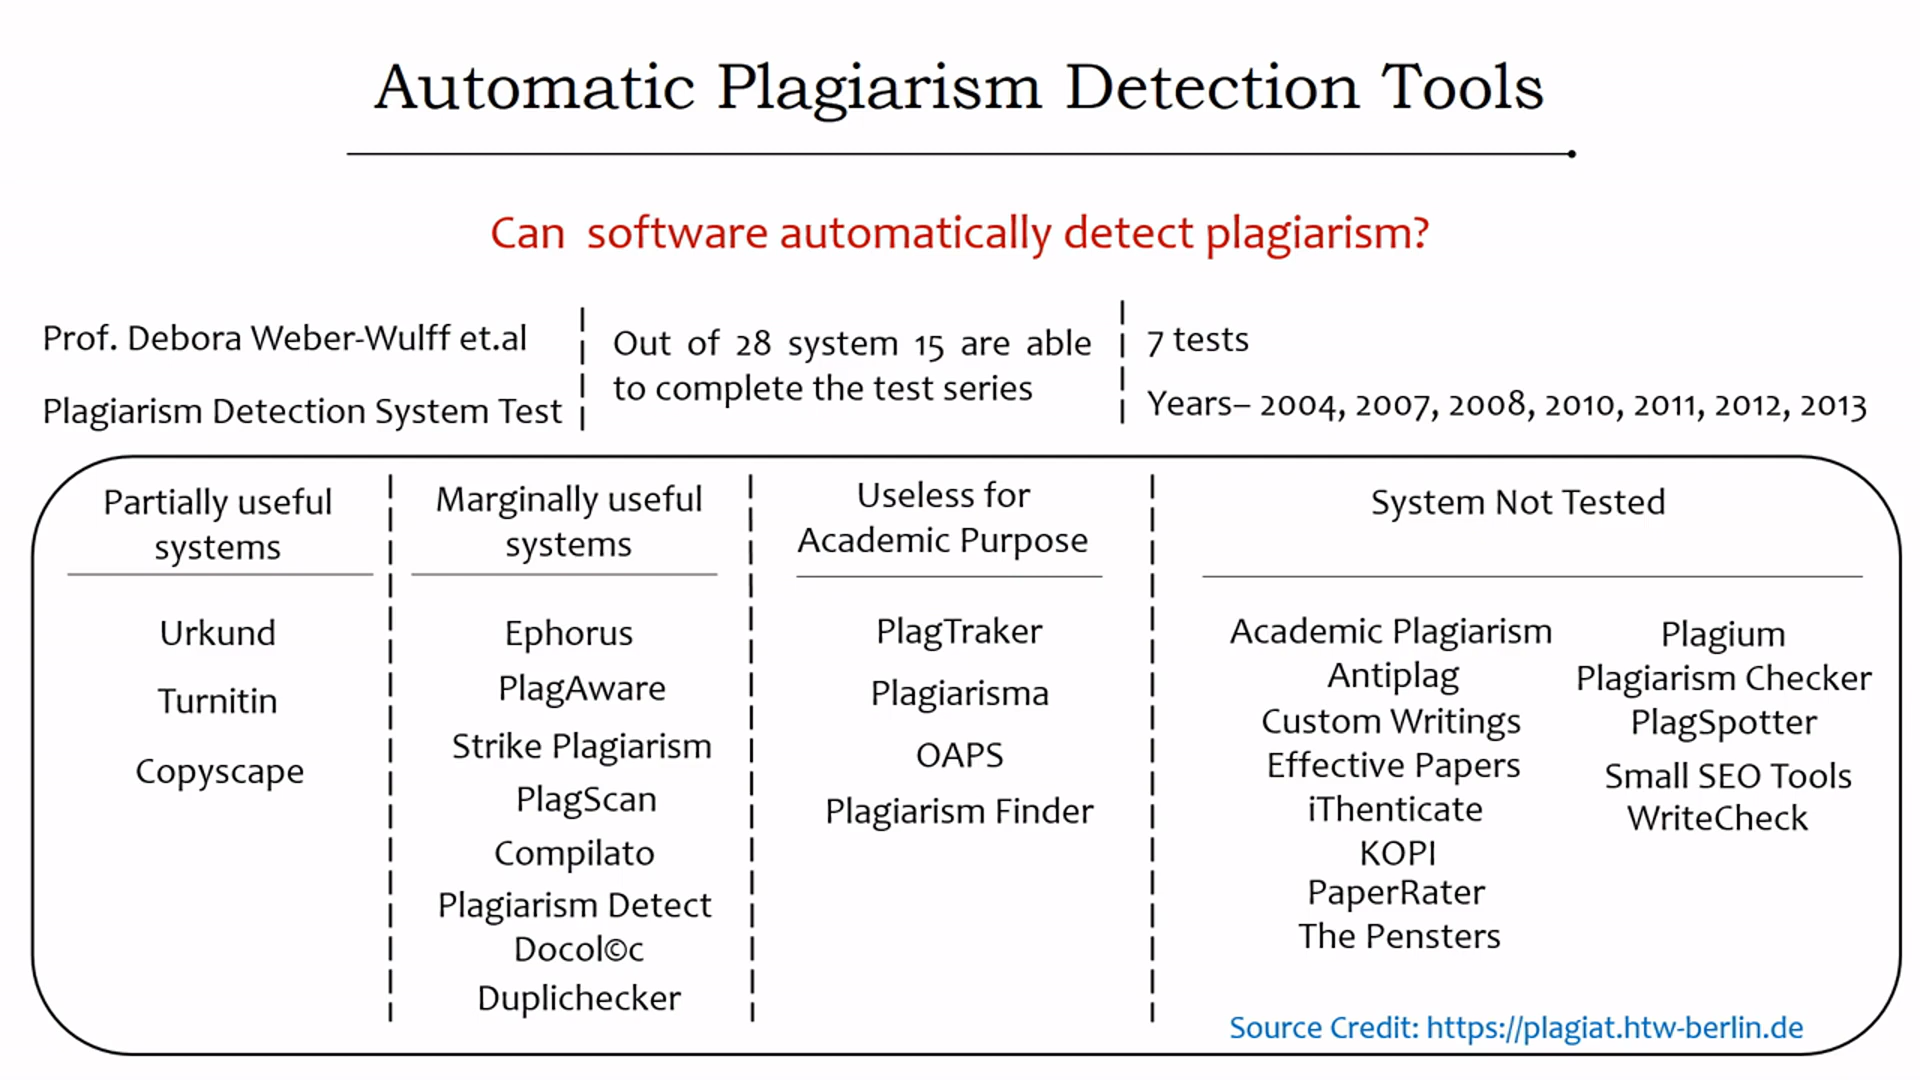 Automatic Plagiarism Detection Tools
Can software automatically detect plagiarism?
Prof. Debora Weber-Wulff et.al
Plagiarism Detection System Test
Out of 28 system 15 are able
to complete the test series
7 tests
Years– 2004, 2007, 2008, 2010, 2011, 2012, 2013
Partially useful
systems
Urkund
Turnitin
Copyscape
Marginally useful
systems
Ephorus
PlagAware
Strike Plagiarism
PlagScan
Compilato
Plagiarism Detect
Docol©c
Duplichecker
Useless for
Academic Purpose
PlagTraker
Plagiarisma
OAPS
Plagiarism Finder
System Not Tested
Academic Plagiarism
Antiplag
Custom Writings
Effective Papers
iThenticate
KOPI
PaperRater
The Pensters
Plagium
Plagiarism Checker
PlagSpotter
Small SEO Tools
WriteCheck
Source Credit: https://plagiat.htw-berlin.de